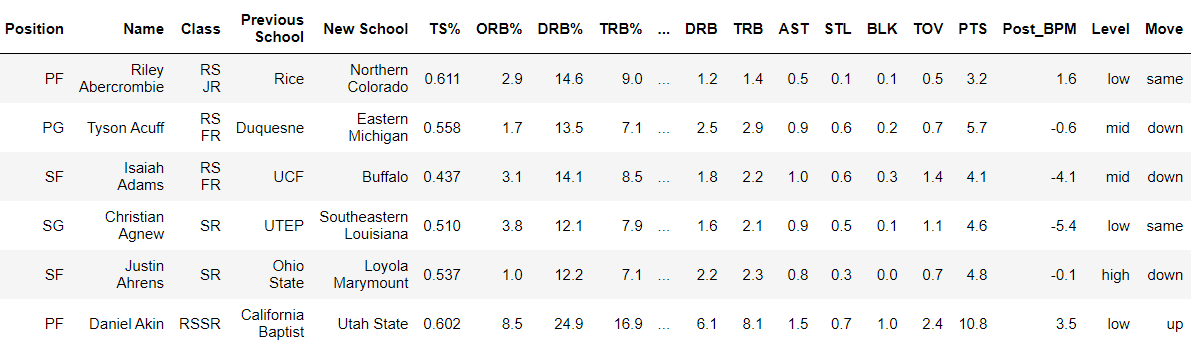 Position Name Class Previous School New School TS% ORB% DRB% TRB% ... DRB TRB AST STL BLK TOV PTS Post_BPM Level Move
PF Riley Abercrombie RS JR Rice Northern Colorado 0.611 2.9 14.6 9.0 ... 1.2 1.4 0.5 0.1 0.1 0.5 3.2 1.6 low same
PG Tyson Acuff RS FR Duquesne Eastern Michigan 0.558 1.7 13.5 7.1 ... 2.5 2.9 0.9 0.6 0.2 0.7 5.7 -0.6 mid down
SF Isaiah Adams RS FR UCF Buffalo 0.437 3.1 14.1 8.5 ... 1.8 2.2 1.0 0.6 0.3 1.4 4.1 -4.1 mid down
SG Christian Agnew SR UTEP Southeastern Louisiana 0.510 3.8 12.1 7.9 ... 1.6 2.1 0.9 0.5 0.1 1.1 4.6 -5.4 low same
SF Justin Ahrens SR Ohio State Loyola Marymount 0.537 1.0 12.2 7.1 ... 2.2 2.3 0.8 0.3 0.0 0.7 4.8 -0.1 high down
PF Daniel Akin RSSR California Baptist Utah State 0.602 8.5 24.9 16.9 ... 6.1 8.1 1.5 0.7 1.0 2.4 10.8 3.5 low up